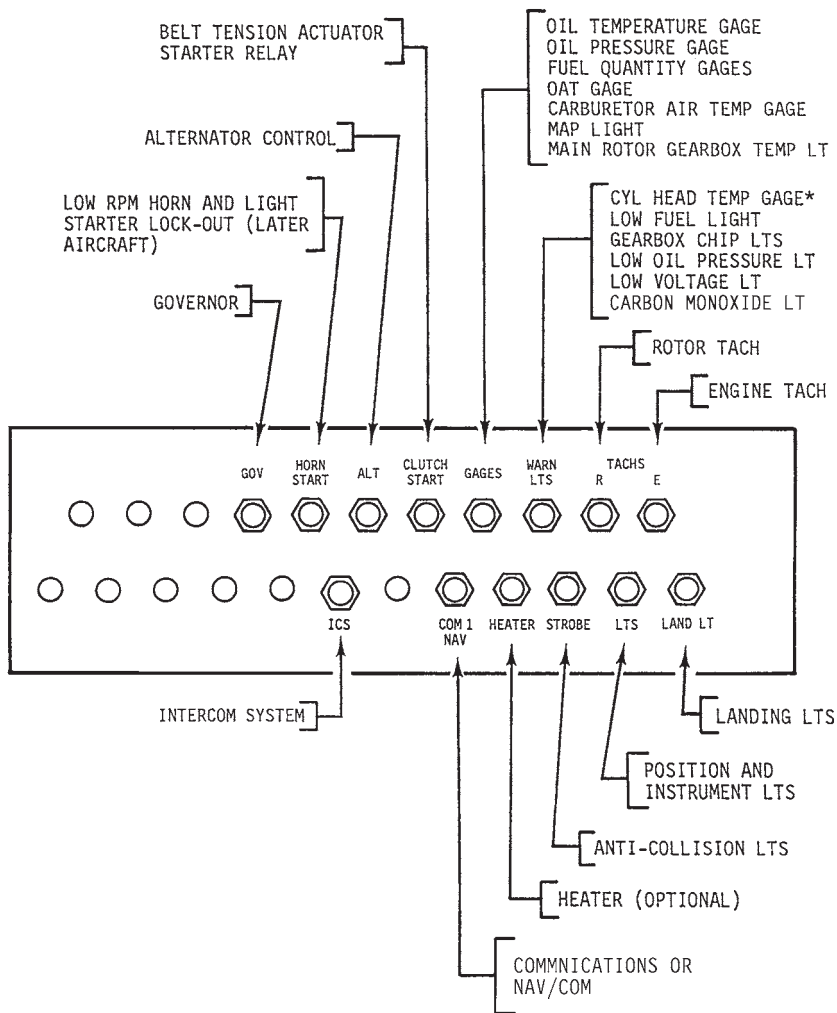 BELT TENSION ACTUATOR
STARTER RELAY
OIL TEMPERATURE GAGE
OIL PRESSURE GAGE
FUEL QUANTITY GAGES
OAT GAGE
CARBURETOR AIR TEMP GAGE
MAP LIGHT
MAIN ROTOR GEARBOX TEMP LT
ALTERNATOR CONTROL
LOW RPM HORN AND LIGHT
STARTER LOCK-OUT (LATER
AIRCRAFT)
CYL HEAD TEMP GAGE*
LOW FUEL LIGHT
GEARBOX CHIP LTS
LOW OIL PRESSURE LT
LOW VOLTAGE LT
CARBON MONOXIDE LT
GOVERNOR
ROTOR TACH
ENGINE TACH
GOV
HORN
START
ALT
CLUTCH
START
GAGES
WARN
LTS
TACHS
R E
ICS
COM 1
NAV
HEATER
STROBE
LTS
LAND LT
INTERCOM SYSTEM
LANDING LTS
POSITION AND
INSTRUMENT LTS
ANTI-COLLISION LTS
HEATER (OPTIONAL)
COMMNICATIONS OR
NAV/COM